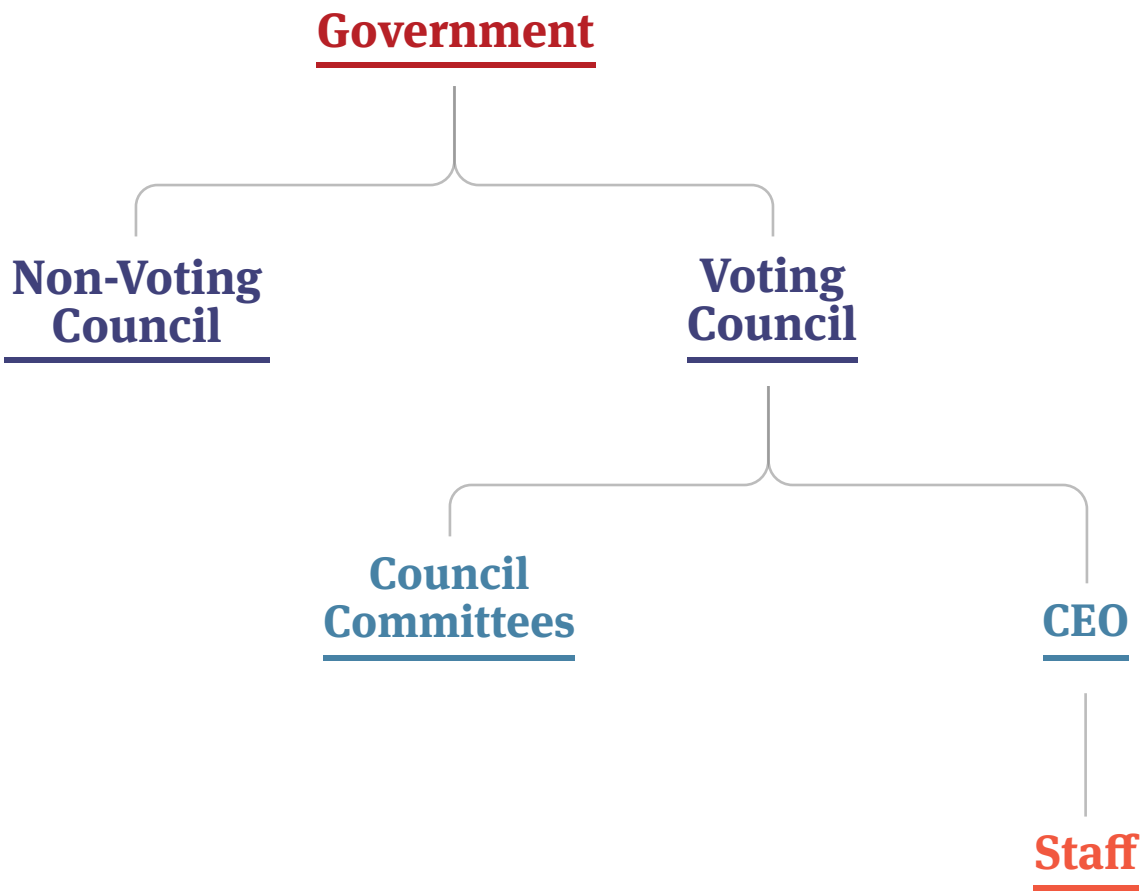 Government
Non-Voting
Council
Voting
Council
Council
Committees
CEO
Staff